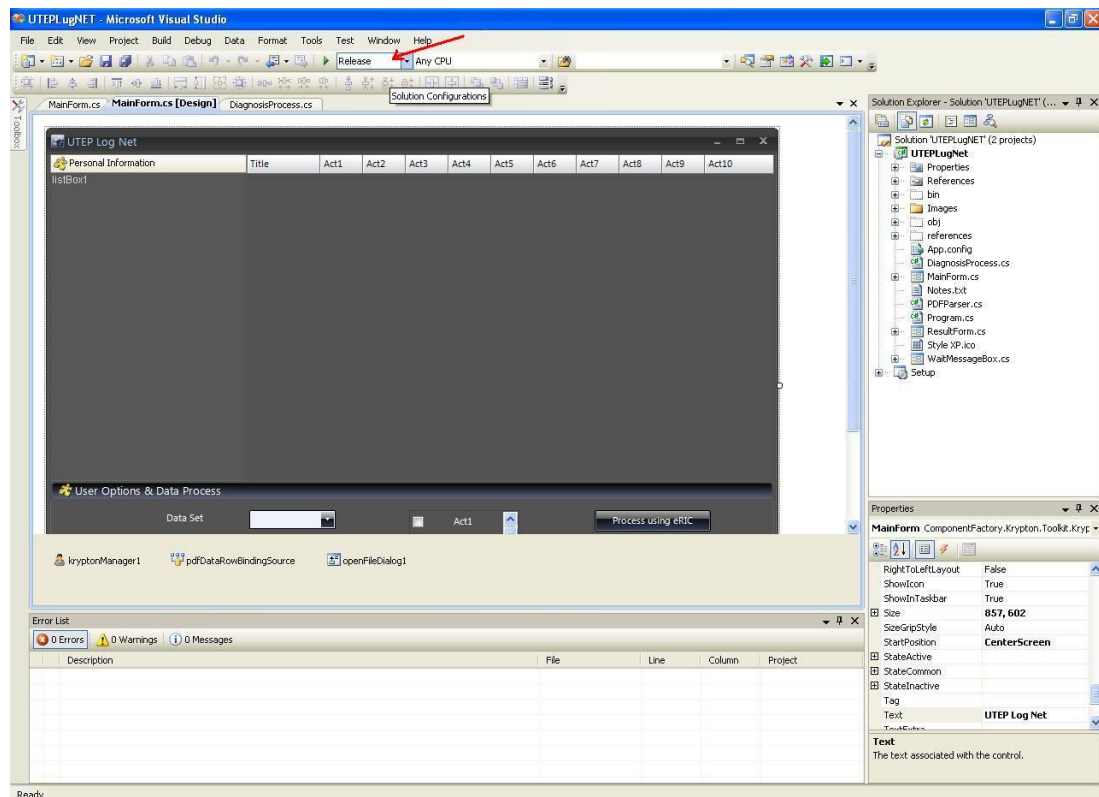 UTEPLugNET - Microsoft Visual Studio
File Edit View Project Build Debug Data Format Tools Test Window Help
Release Any CPU
Solution Configurations
Toolbox
MainForm.cs MainForm.cs [Design] DiagnosisProcess.cs
UTEP Log Net
Personal Information Title Act1 Act2 Act3 Act4 Act5 Act6 Act7 Act8 Act9 Act10
listBox1
User Options & Data Process
Data Set Act1 Process using eRIC
kryptonManager1 pdfDataRowBindingSource openFileDialog1
Error List
0 Errors 0 Warnings 0 Messages
Description File Line Column Project
Solution Explorer - Solution 'UTEPLugNET' (...
Solution 'UTEPLugNET' (2 projects)
UTEPLugNet
Properties
References
bin
Images
obj
references
App.config
DiagnosisProcess.cs
MainForm.cs
Notes.txt
PDFParser.cs
Program.cs
ResultForm.cs
Style XP.ico
WaitMessageBox.cs
Setup
Properties
MainForm ComponentFactory.Krypton.Toolkit.Kryp
RightToLeftLayout False
ShowIcon True
ShowInTaskbar True
Size 857, 602
SizeGripStyle Auto
StartPosition CenterScreen
StateActive
StateCommon
StateInactive
Tag
Text UTEP Log Net
TextExtra
Text
The text associated with the control.
Ready